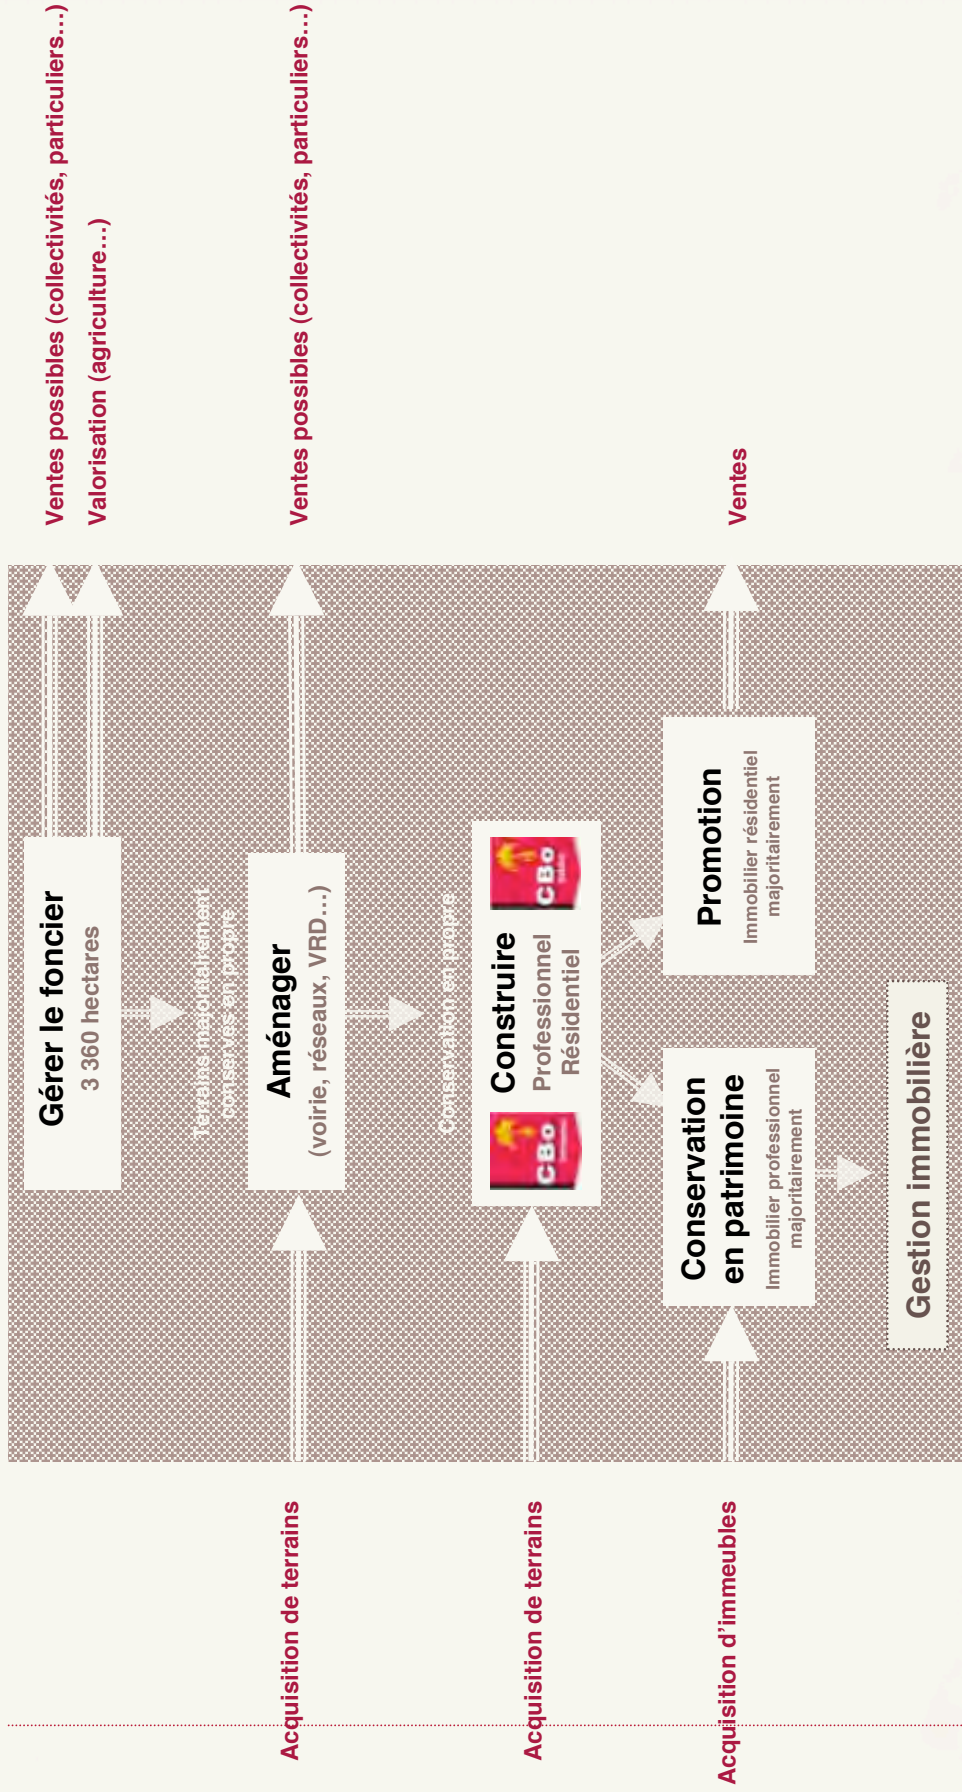 Ventes possibles (collectivités, particuliers...)
Valorisation (agriculture...)
Gérer le foncier
3 360 hectares
Terrains majoritairement
conservés en propre
Acquisition de terrains
Aménager
(voirie, réseaux, VRD...)
Ventes possibles (collectivités, particuliers...)
Conservation en propre
Acquisition de terrains
CBo
Construire
Professionnel
Résidentiel
CBo
Acquisition d'immeubles
Conservation
en patrimoine
Immobilier professionnel
majoritairement
Promotion
Immobilier résidentiel
majoritairement
Ventes
Gestion immobilière